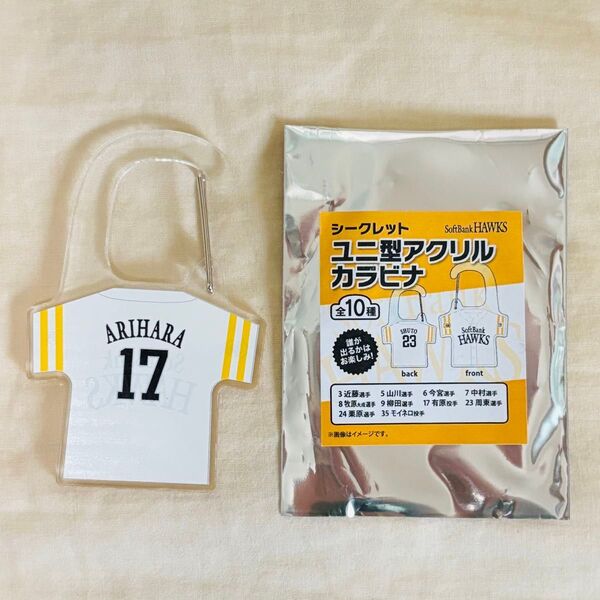 ARIHARA
17
シークレット
SoftBank HAWKS
ユニ型アクリル
カラビナ
全10種
誰が
出るかは
お楽しみ!
SHUTO
23
back
SoftBank
HAWKS
front
3 近藤選手 5 山川選手 6 今宮選手 7 中村選手
8 牧原大成選手 9 柳田選手 17 有原投手 23 周東選手
24 栗原選手 35 モイネロ投手
※画像はイメージです。